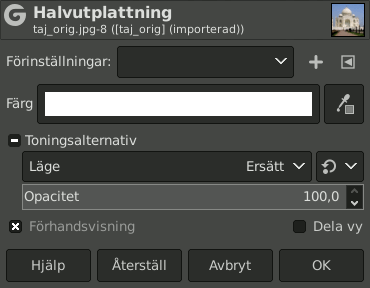 Halvutplattning
taj_orig.jpg-8 ([taj_orig] (importerad))
Förinställningar:
Färg
Toningsalternativ
Läge Ersätt
Opacitet 100,0
Förhandsvisning Dela vy
Hjälp Återställ Avbryt OK